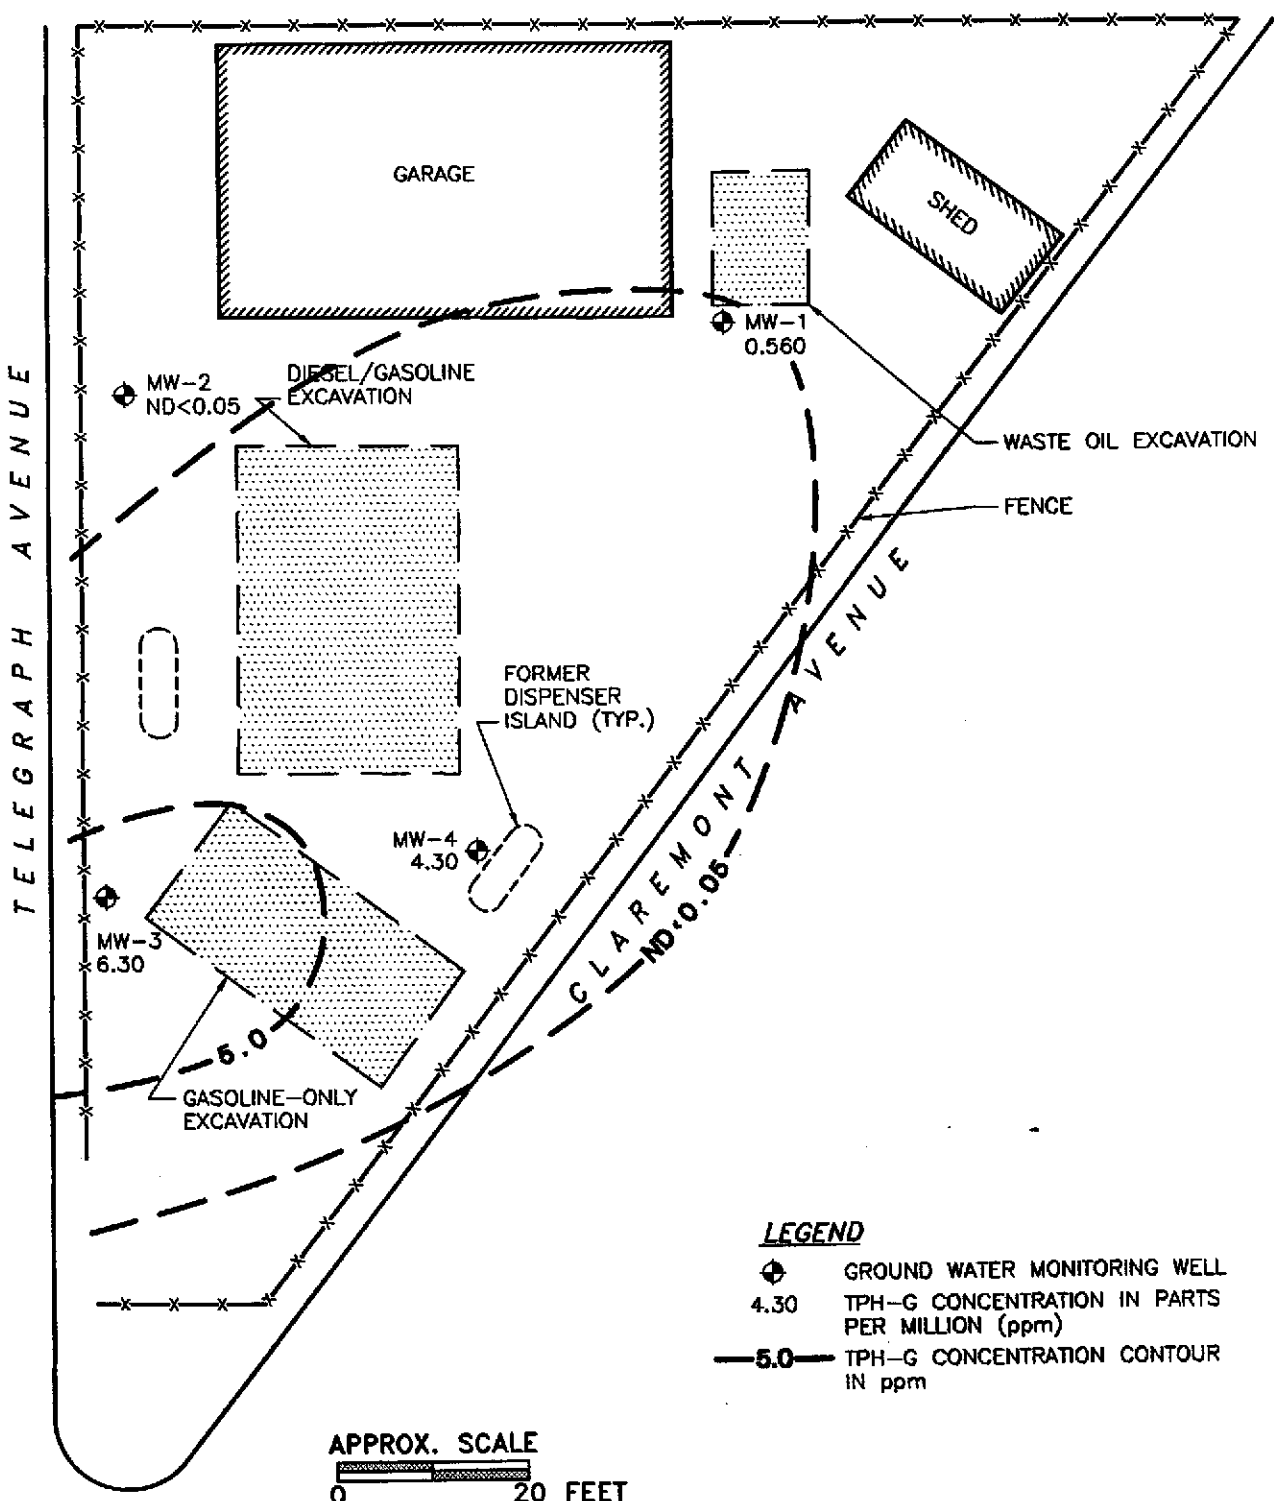 GARAGE
SHED
MW-1
0.560
MW-2
ND<0.05
DIESEL/GASOLINE
EXCAVATION
WASTE OIL EXCAVATION
FENCE
TELEGRAPH AVENUE
FORMER
DISPENSER
ISLAND (TYP.)
CLAREMONT AVENUE
MW-4
4.30
ND<0.05
MW-3
6.30
5.0
GASOLINE-ONLY
EXCAVATION
LEGEND
GROUND WATER MONITORING WELL
4.30 TPH-G CONCENTRATION IN PARTS
PER MILLION (ppm)
5.0 TPH-G CONCENTRATION CONTOUR
IN ppm
APPROX. SCALE
0 20 FEET